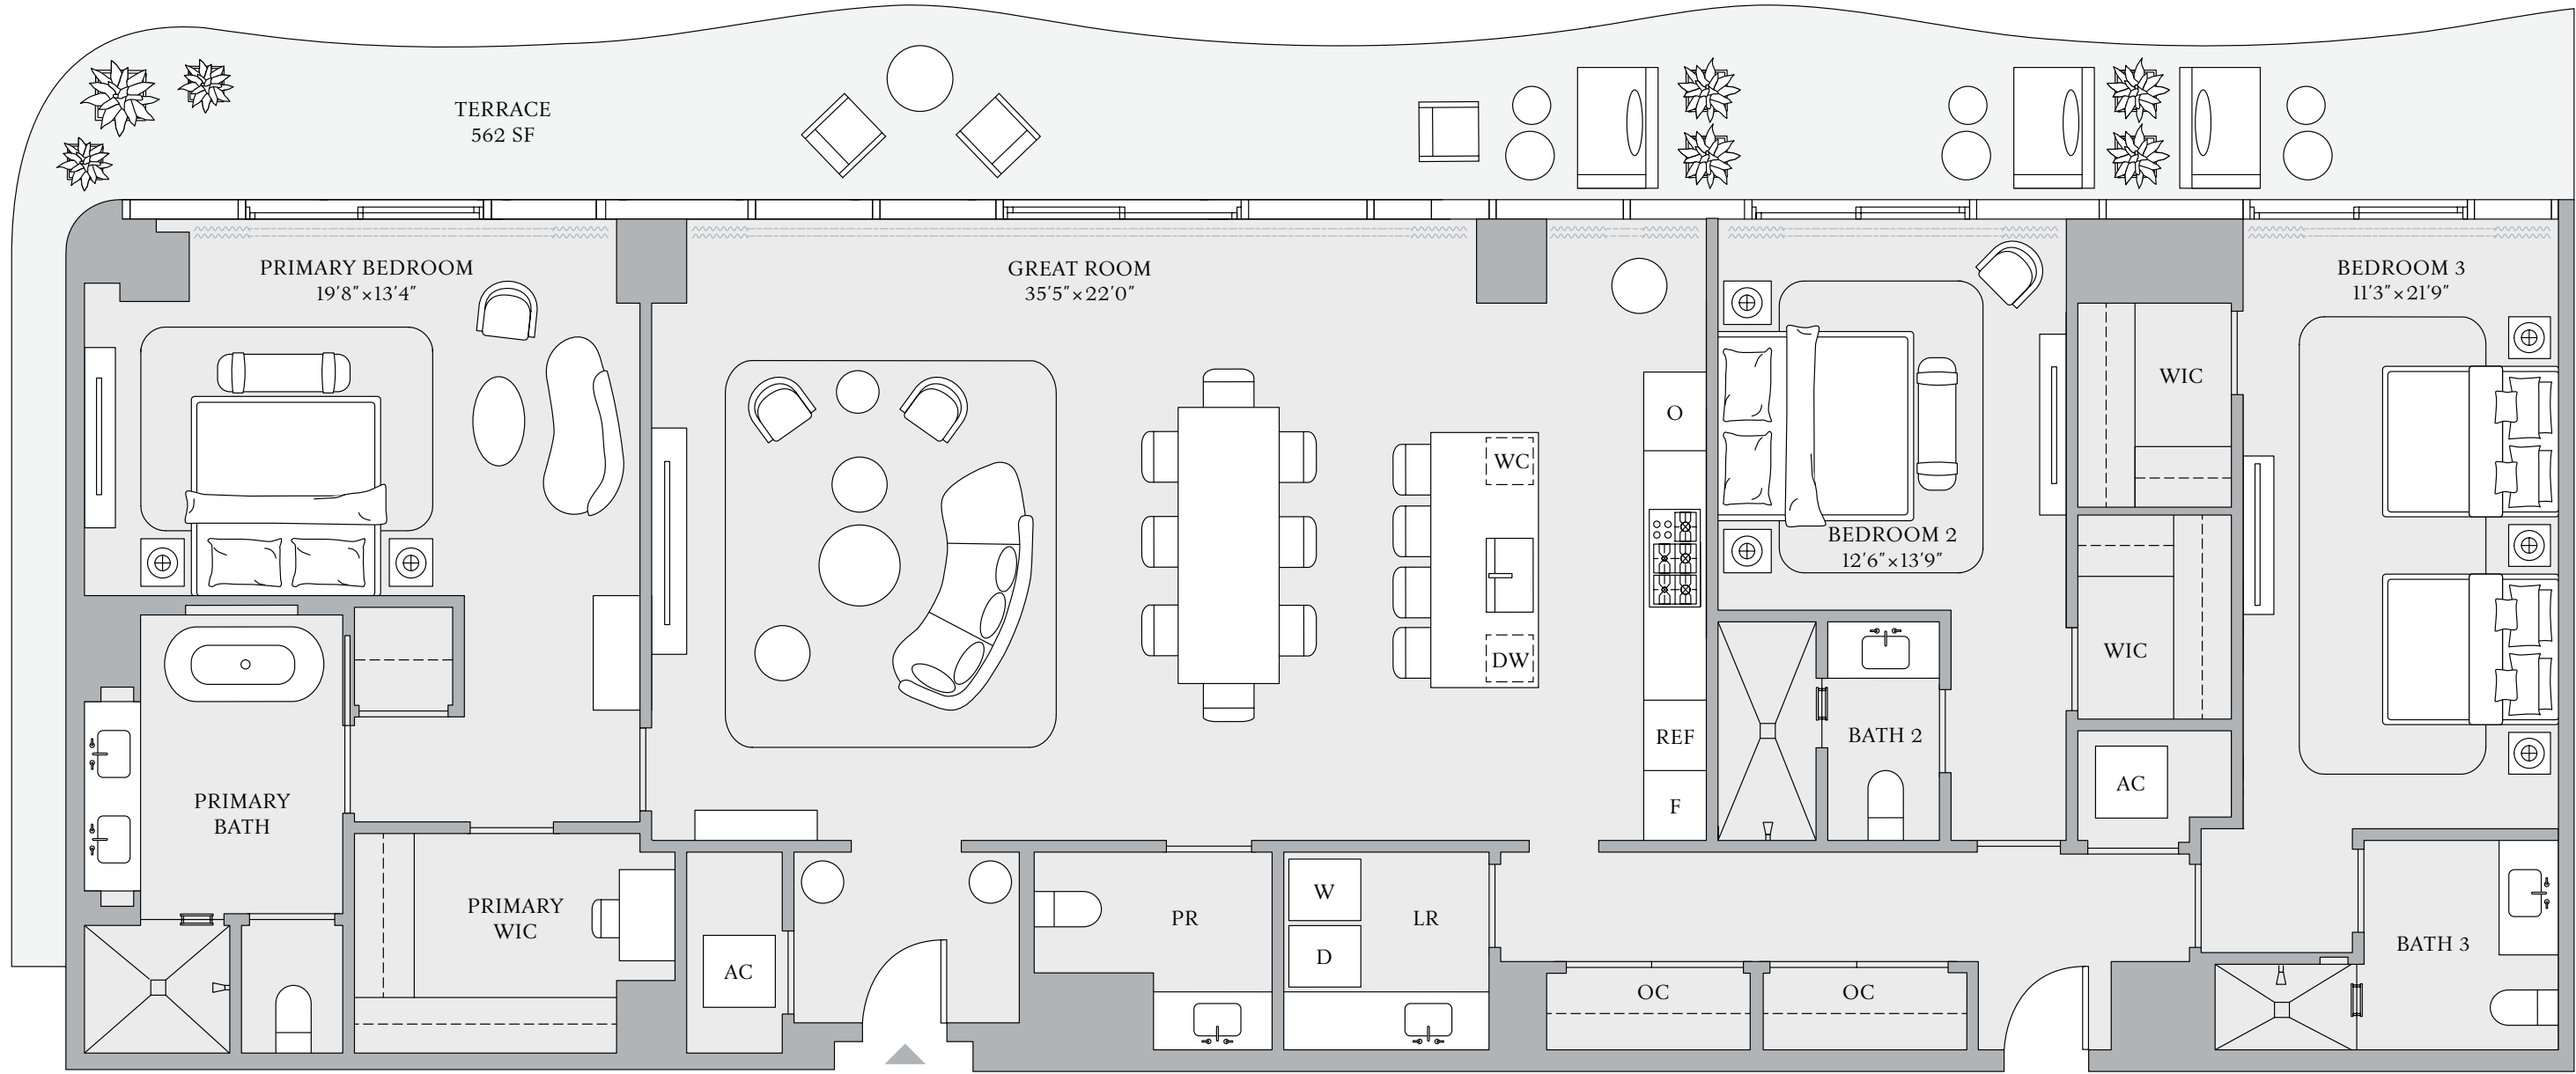 TERRACE
562 SF
PRIMARY BEDROOM
19'8"×13'4"
GREAT ROOM
35'5"×22'0"
BEDROOM 3
11'3"×21'9"
WIC
O
WC
BEDROOM 2
12'6"×13'9"
DW
WIC
REF
BATH 2
AC
F
PRIMARY
BATH
W
D
PRIMARY
WIC
PR
LR
BATH 3
AC
OC
OC